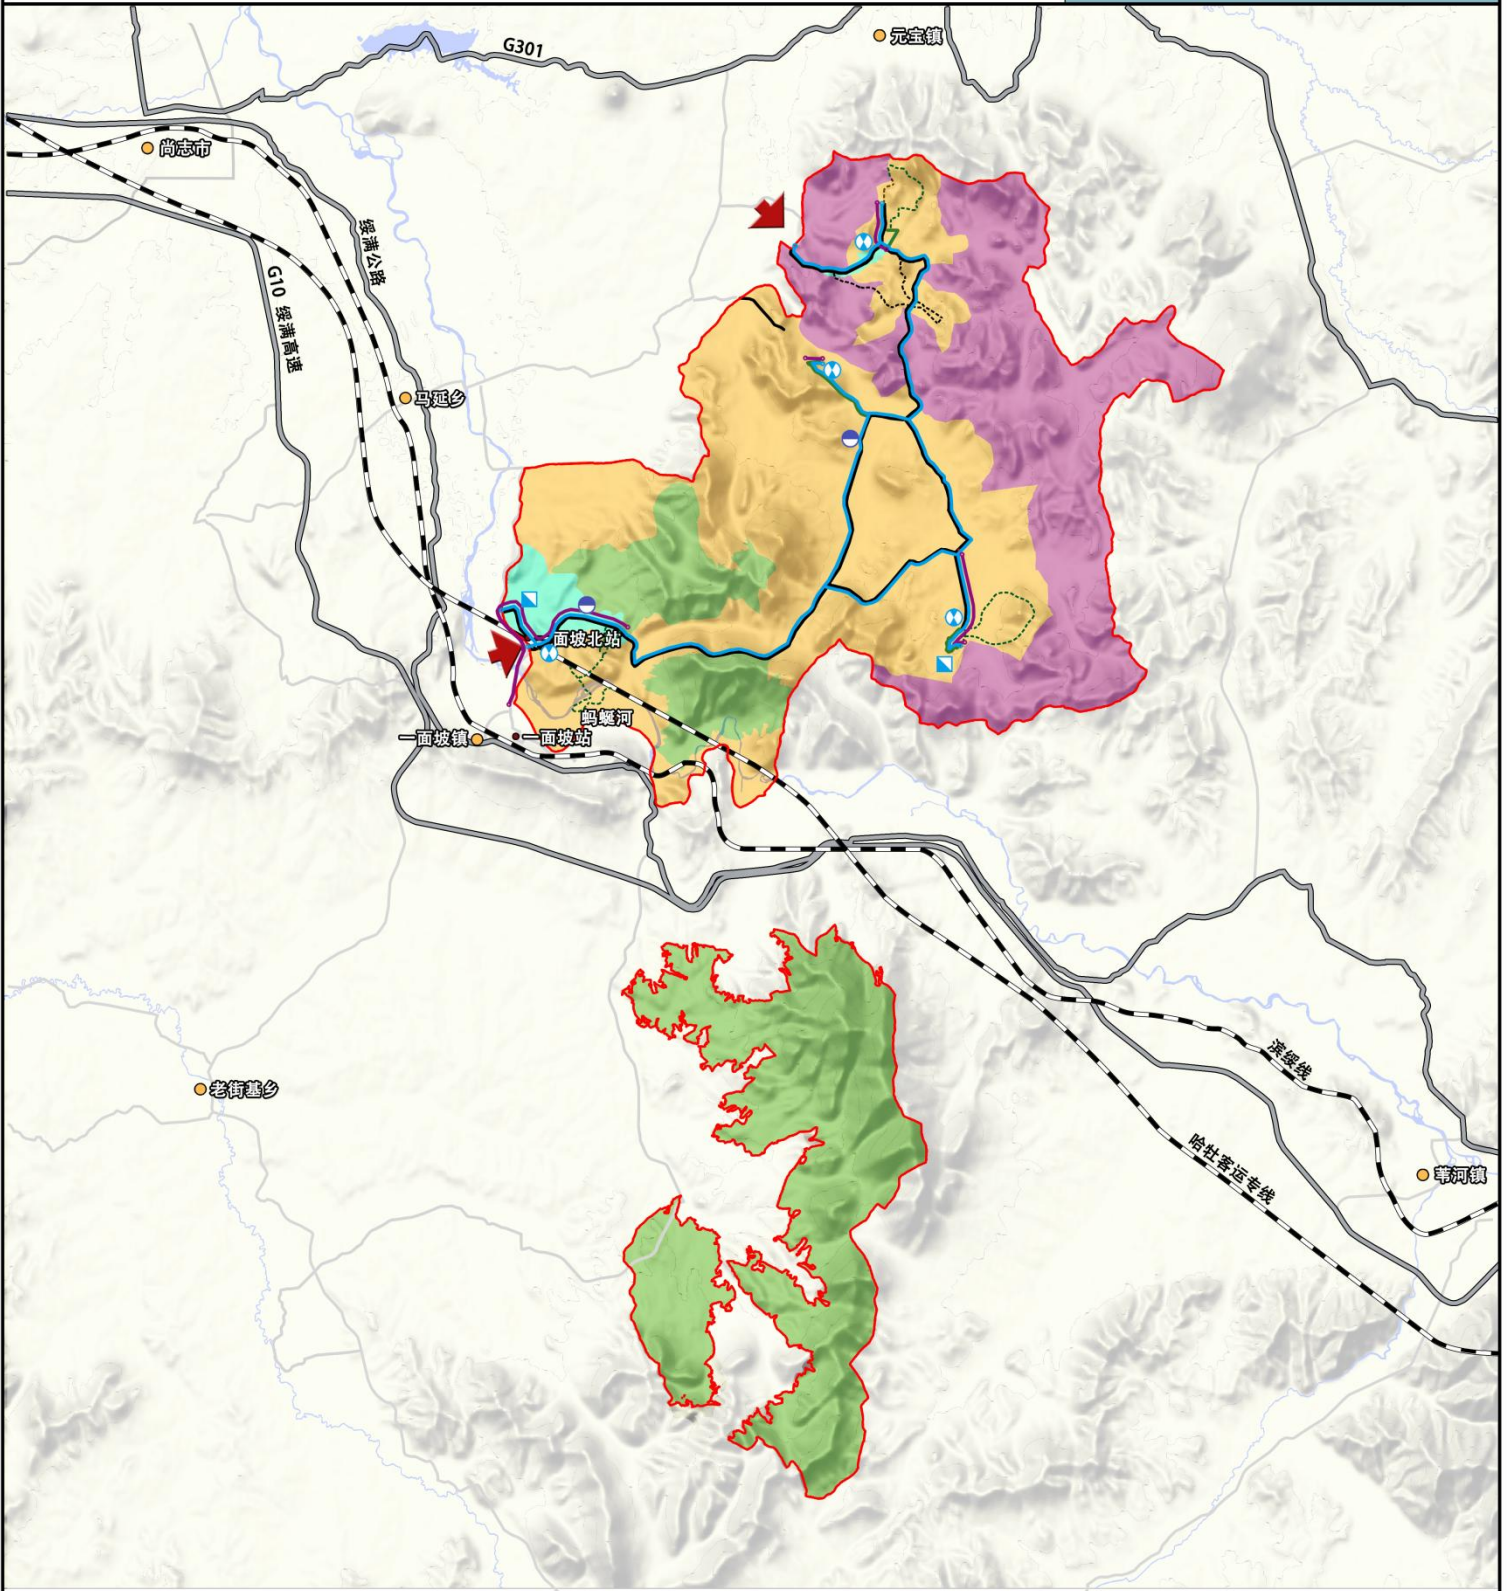 元宝镇
G301
尚志市
绥满公路
G10 绥满高速
马延乡
一面坡北站
蚂蜒河
一面坡镇
一面坡站
滨绥线
老街基乡
哈牡客运专线
苇河镇